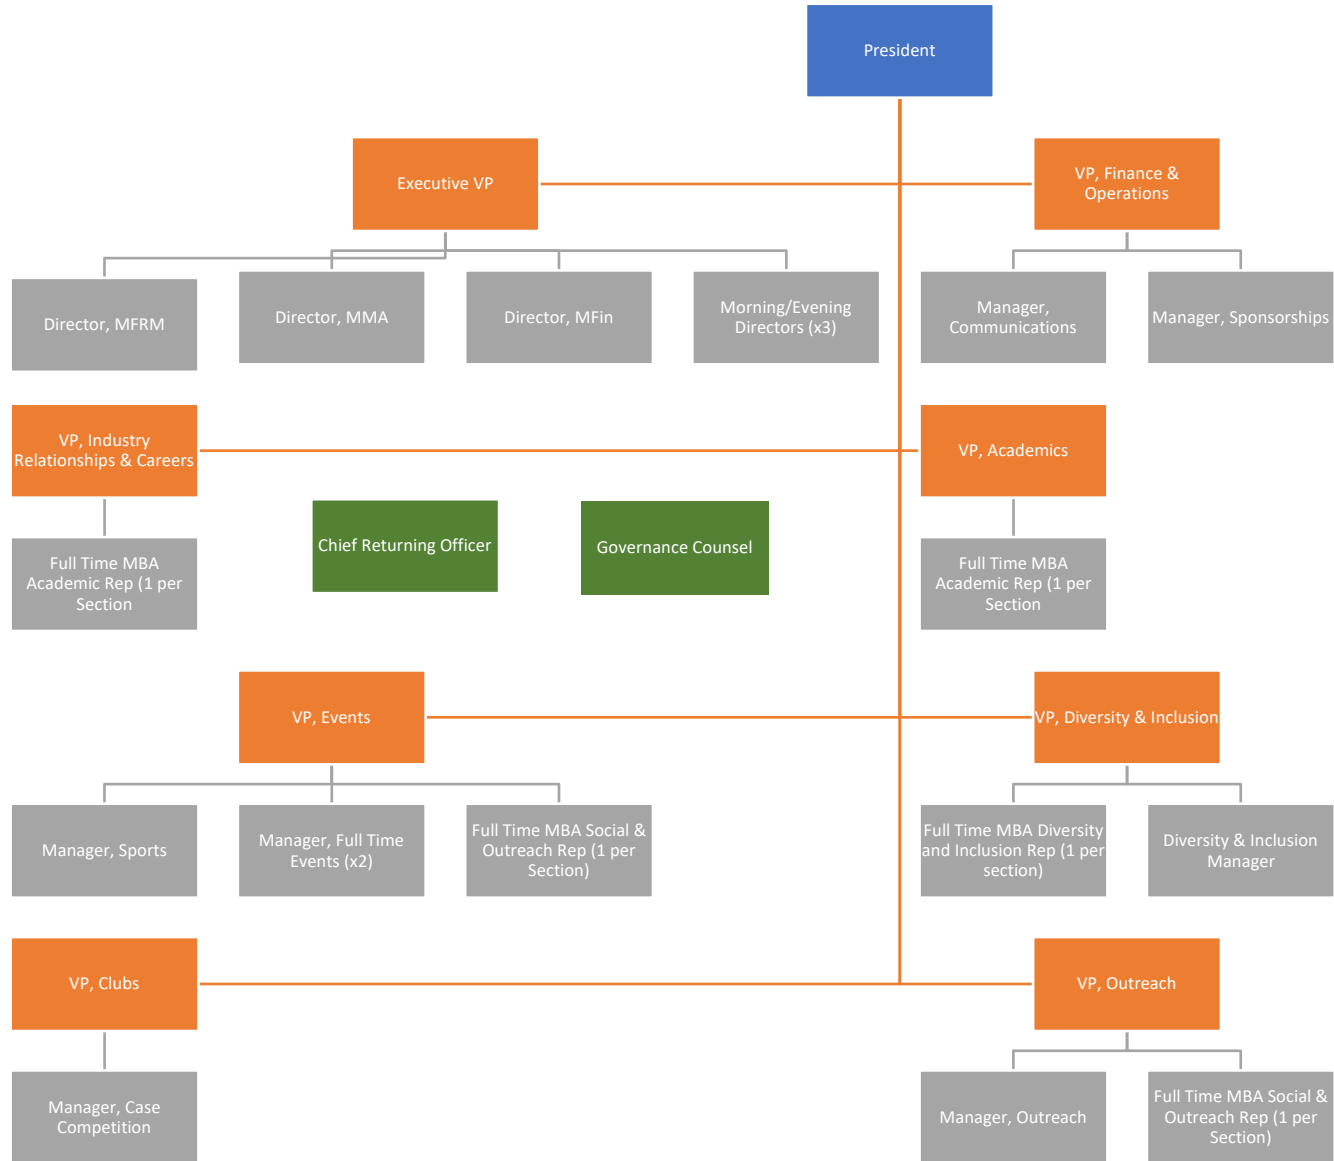 President
Executive VP
VP, Finance &
Operations
Director, MFRM
Director, MMA
Director, MFin
Morning/Evening
Directors (x3)
Manager,
Communications
Manager, Sponsorships
VP, Industry
Relationships & Careers
VP, Academics
Chief Returning Officer
Governance Counsel
Full Time MBA
Academic Rep (1 per
Section
Full Time MBA
Academic Rep (1 per
Section
VP, Events
VP, Diversity & Inclusion
Manager, Sports
Manager, Full Time
Events (x2)
Full Time MBA Social &
Outreach Rep (1 per
Section)
Full Time MBA Diversity
and Inclusion Rep (1 per
section)
Diversity & Inclusion
Manager
VP, Clubs
VP, Outreach
Manager, Case
Competition
Manager, Outreach
Full Time MBA Social &
Outreach Rep (1 per
Section)